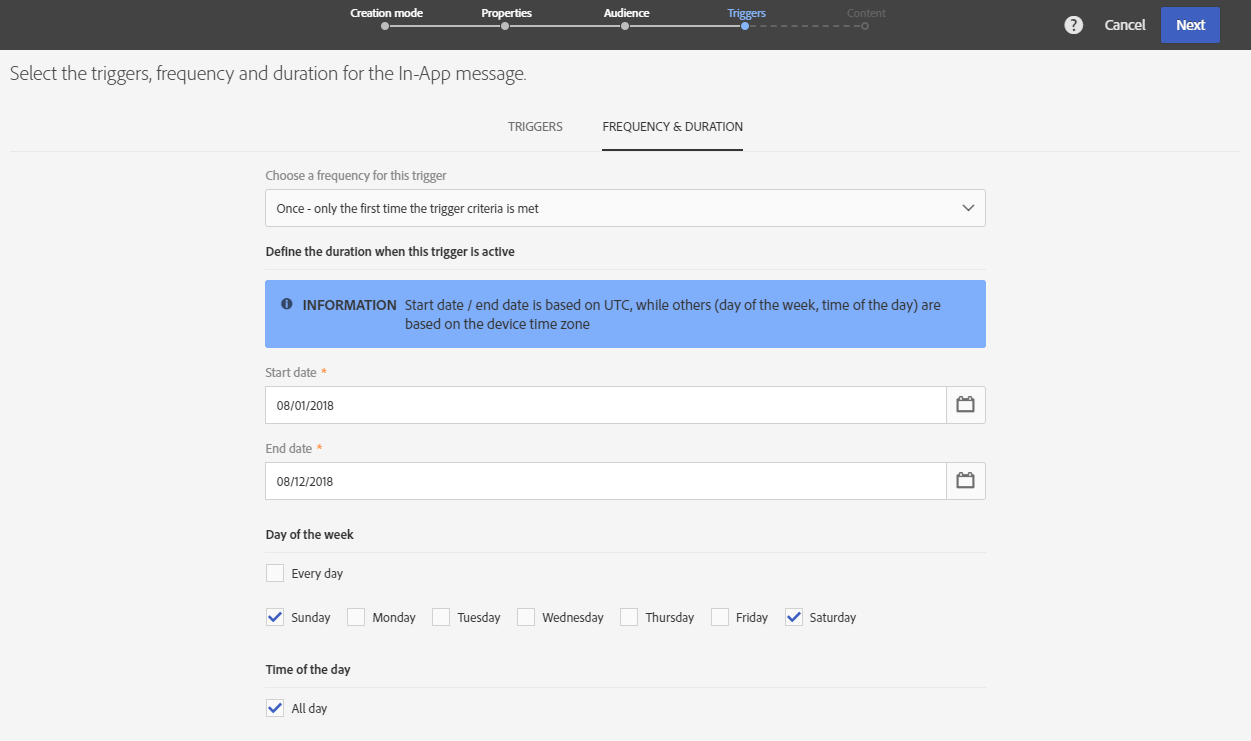 Creation mode Properties Audience Triggers Content
? Cancel Next
Select the triggers, frequency and duration for the In-App message.
TRIGGERS FREQUENCY & DURATION
Choose a frequency for this trigger
Once - only the first time the trigger criteria is met
Define the duration when this trigger is active
INFORMATION Start date / end date is based on UTC, while others (day of the week, time of the day) are
based on the device time zone
Start date *
08/01/2018
End date *
08/12/2018
Day of the week
Every day
Sunday Monday Tuesday Wednesday Thursday Friday Saturday
Time of the day
All day